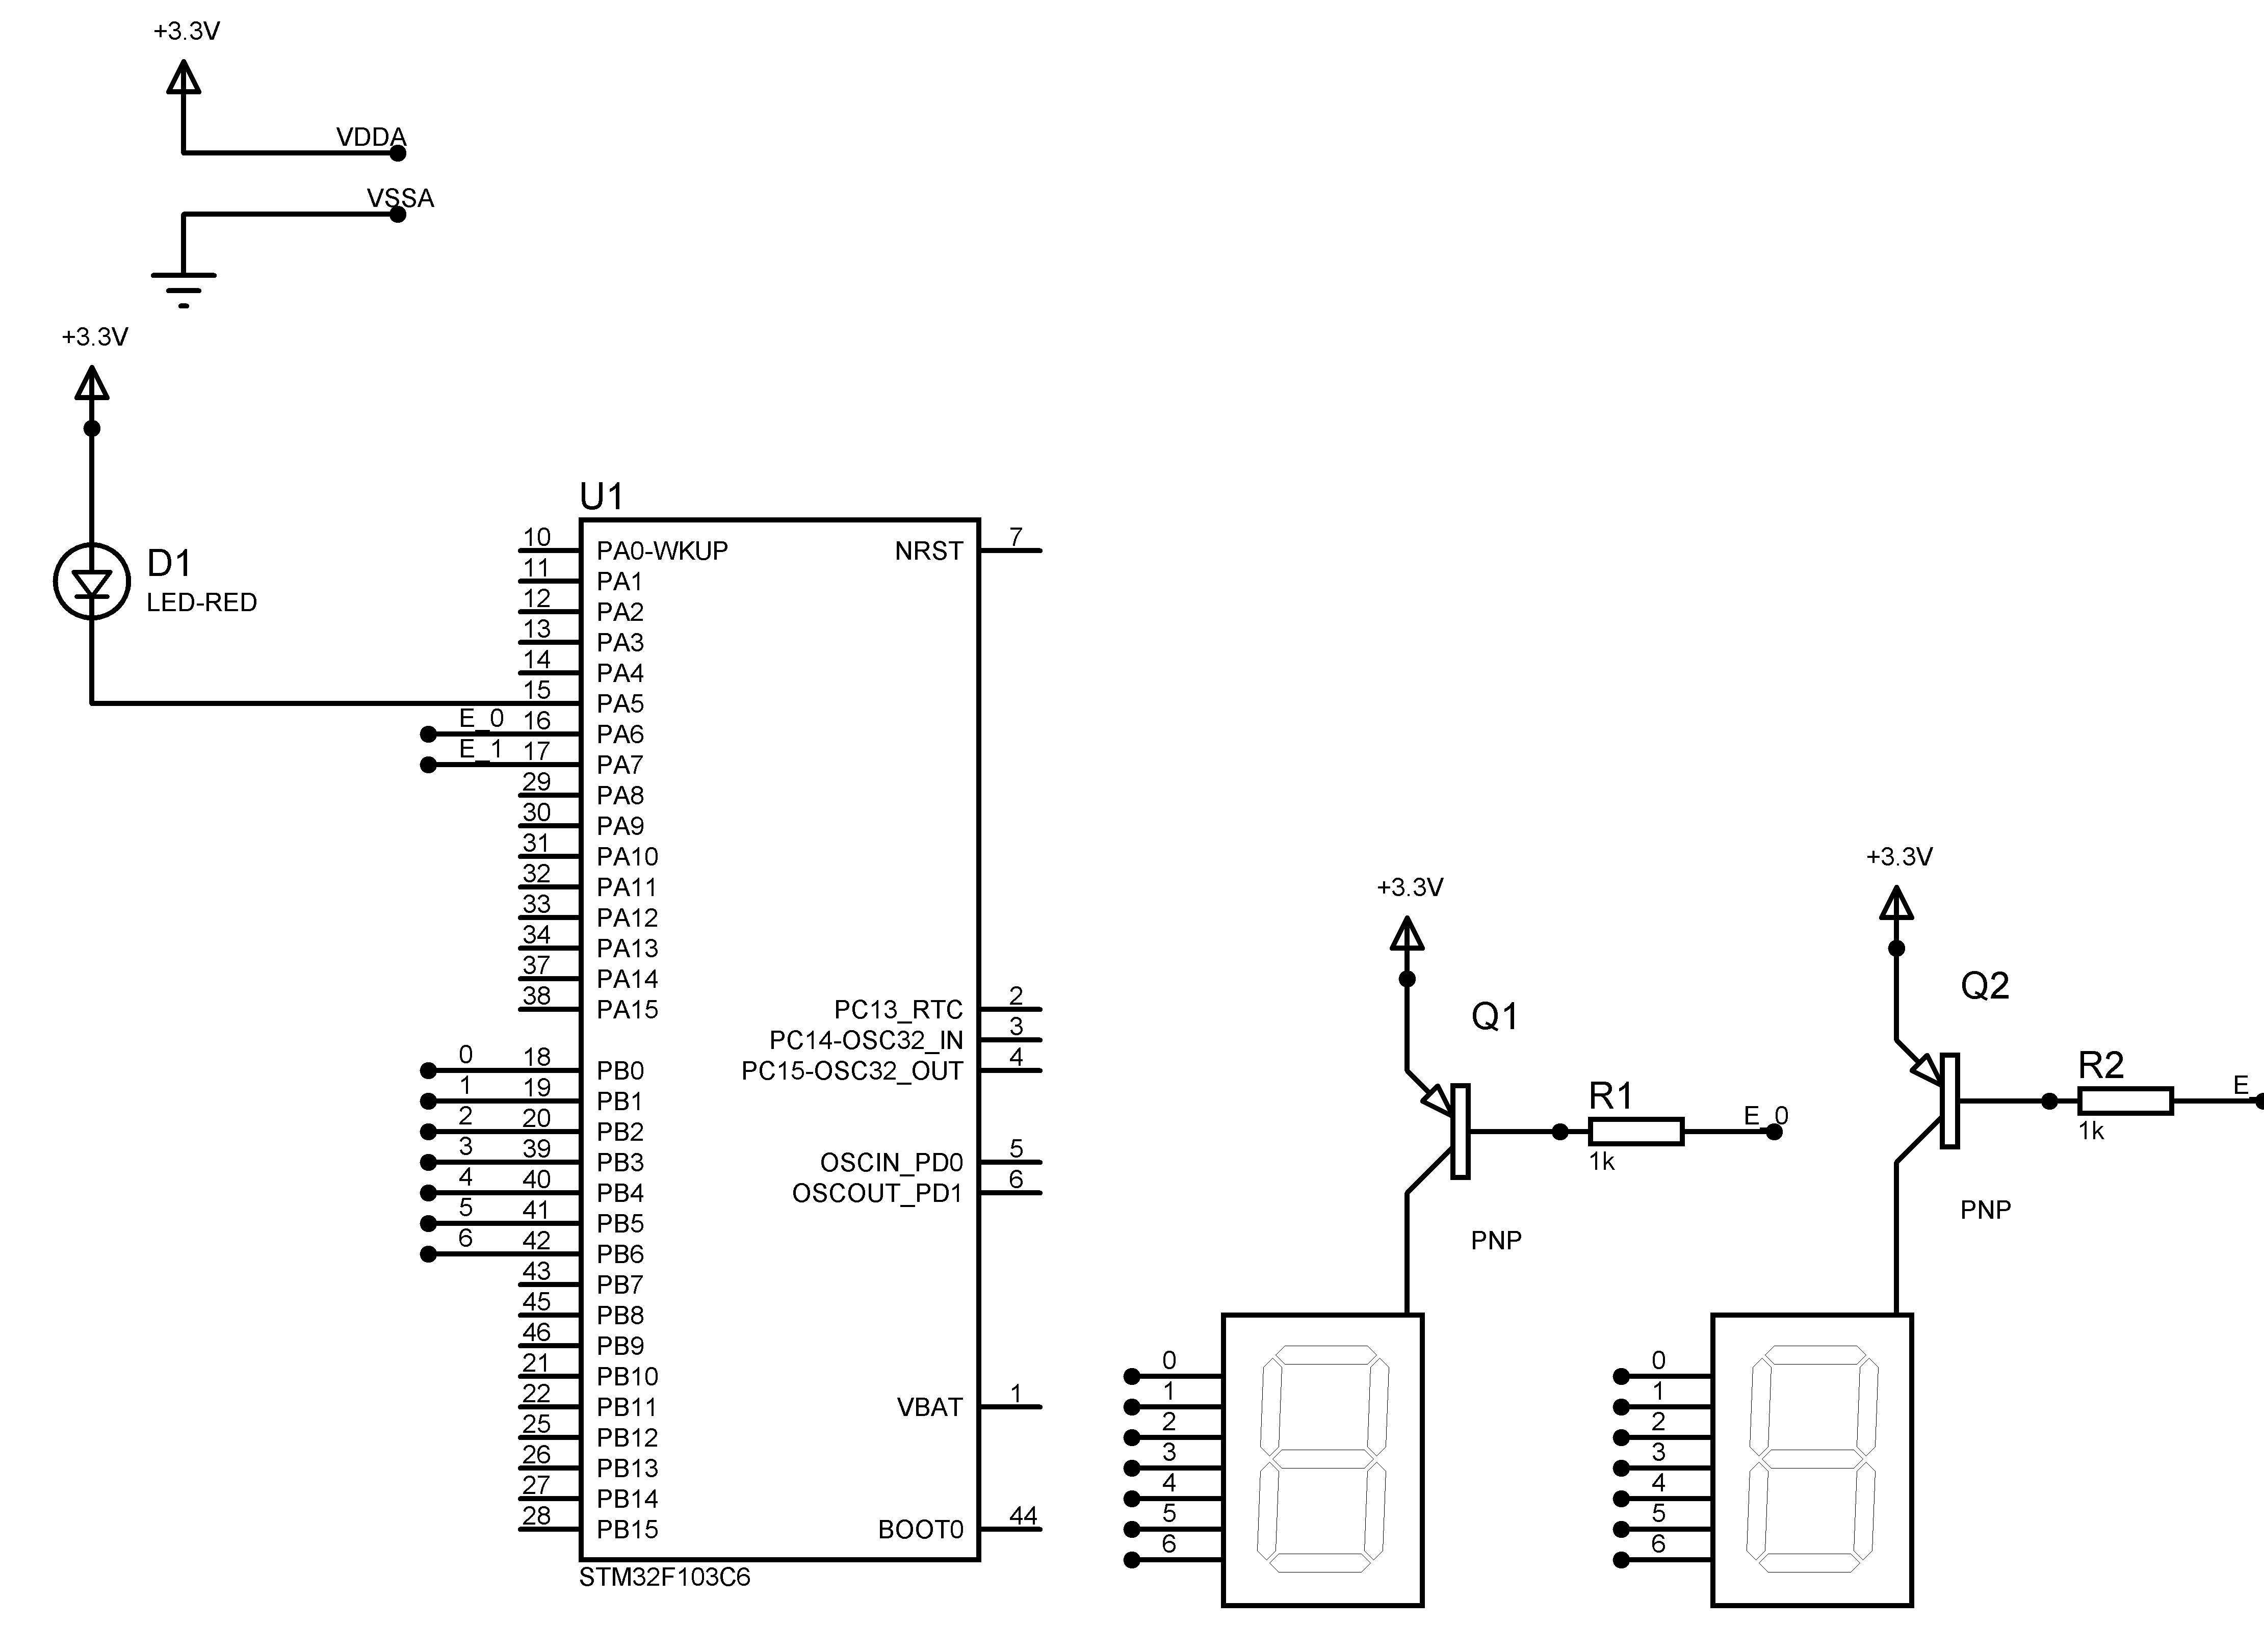 +3.3V
VDDA
VSSA
+3.3V
D1
LED-RED
U1
10 PA0-WKUP
11 PA1
12 PA2
13 PA3
14 PA4
15 PA5
E_0 16 PA6
E_1 17 PA7
29 PA8
30 PA9
31 PA10
32 PA11
33 PA12
34 PA13
37 PA14
38 PA15
0 18 PB0
1 19 PB1
2 20 PB2
3 39 PB3
4 40 PB4
5 41 PB5
6 42 PB6
43 PB7
45 PB8
46 PB9
21 PB10
22 PB11
25 PB12
26 PB13
27 PB14
28 PB15
NRST 7
PC13_RTC 2
PC14-OSC32_IN 3
PC15-OSC32_OUT 4
OSCIN_PD0 5
OSCOUT_PD1 6
VBAT 1
BOOT0 44
STM32F103C6
+3.3V
Q1
R1
1k
E_0
PNP
0
1
2
3
4
5
6
+3.3V
Q2
R2
1k
E_
PNP
0
1
2
3
4
5
6